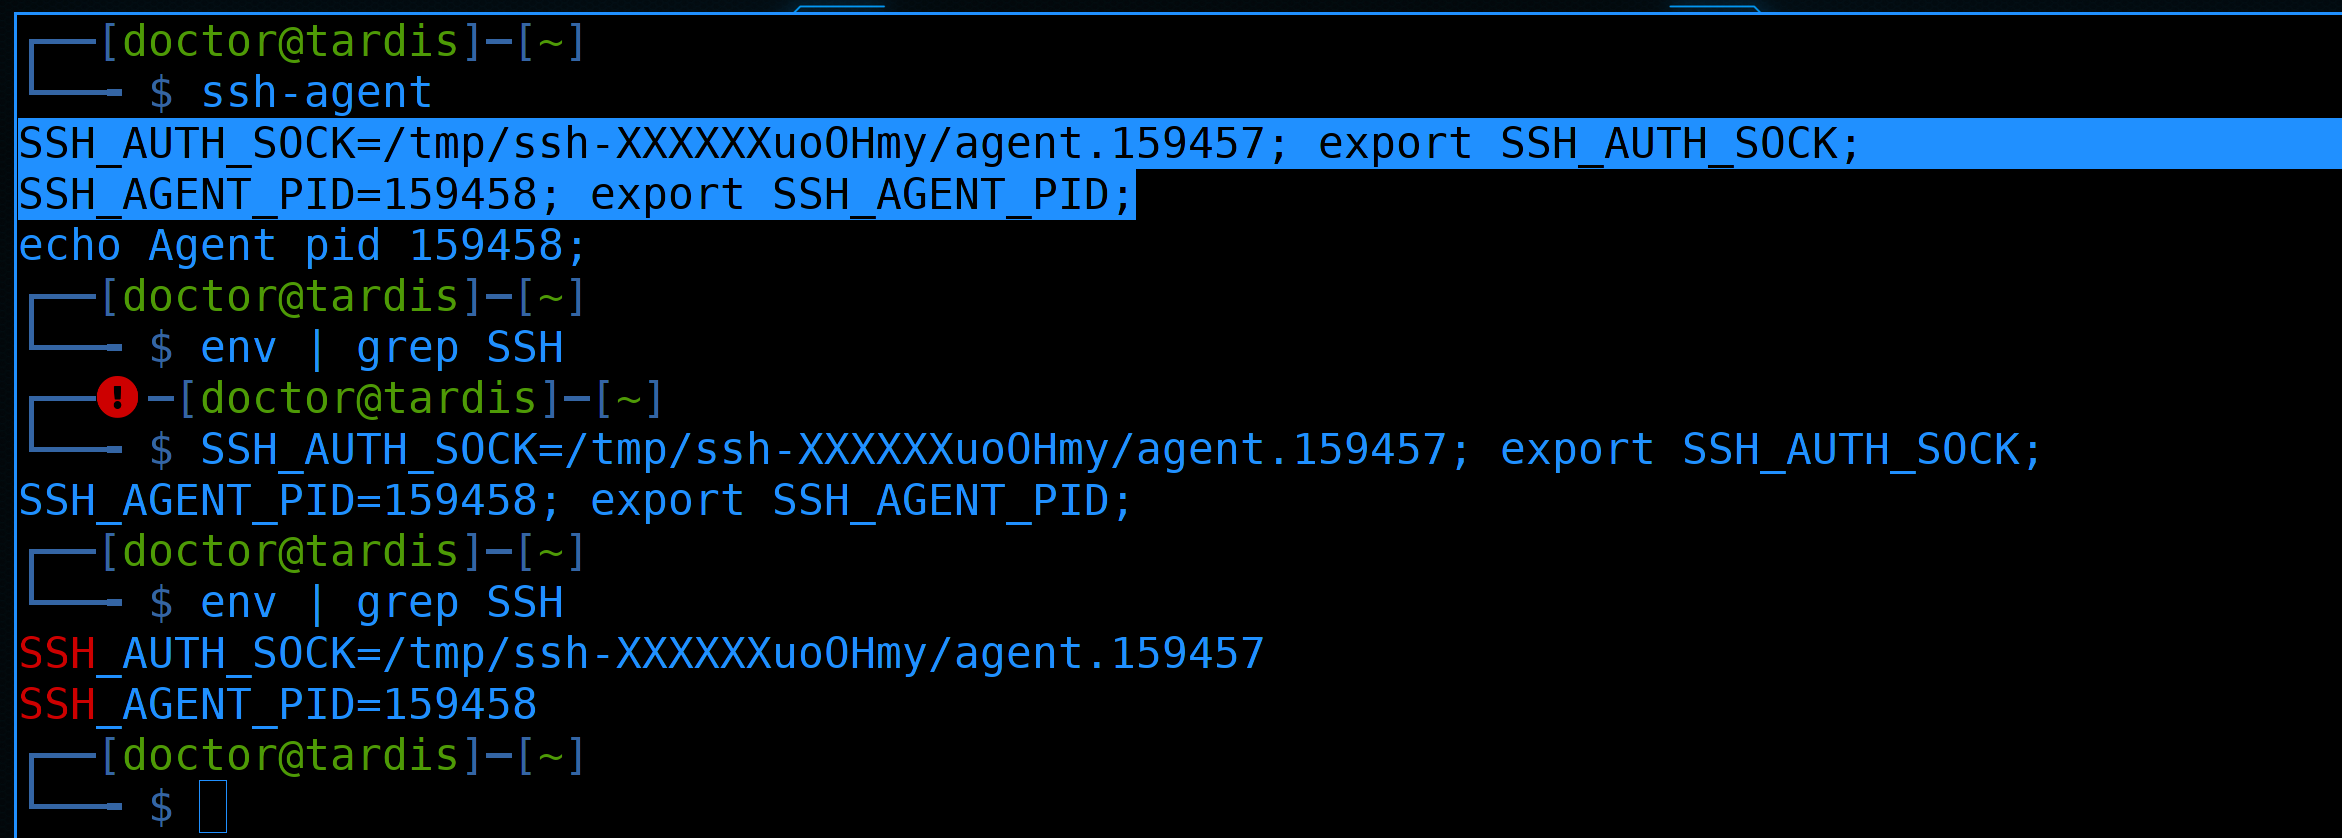 ┌──[doctor@tardis]─[~]
└──╼ $ ssh-agent
SSH_AUTH_SOCK=/tmp/ssh-XXXXXXuoOHmy/agent.159457; export SSH_AUTH_SOCK;
SSH_AGENT_PID=159458; export SSH_AGENT_PID;
echo Agent pid 159458;
┌──[doctor@tardis]─[~]
└──╼ $ env | grep SSH
┌──!─[doctor@tardis]─[~]
└──╼ $ SSH_AUTH_SOCK=/tmp/ssh-XXXXXXuoOHmy/agent.159457; export SSH_AUTH_SOCK;
SSH_AGENT_PID=159458; export SSH_AGENT_PID;
┌──[doctor@tardis]─[~]
└──╼ $ env | grep SSH
SSH_AUTH_SOCK=/tmp/ssh-XXXXXXuoOHmy/agent.159457
SSH_AGENT_PID=159458
┌──[doctor@tardis]─[~]
└──╼ $